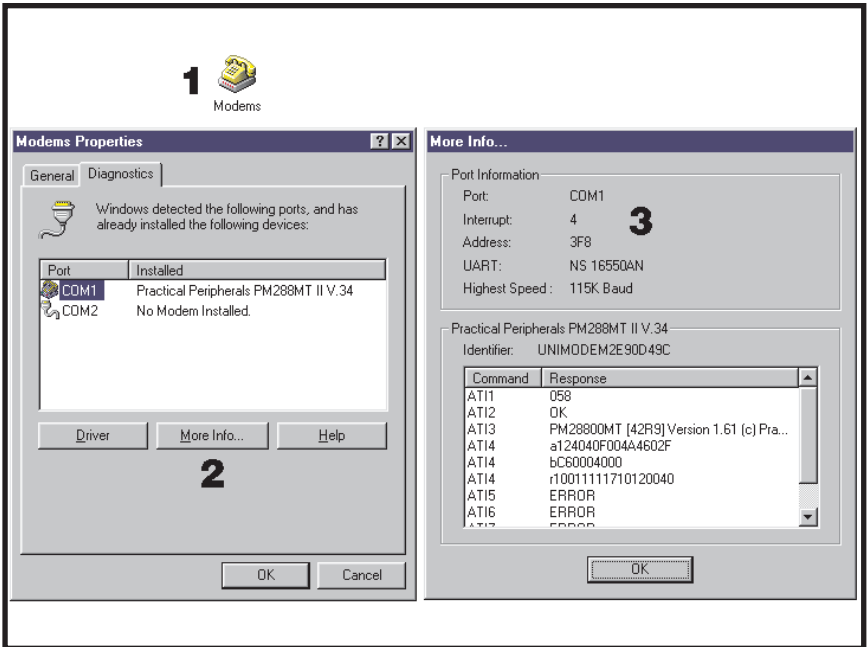 1
Modems
Modems Properties
General Diagnostics
Windows detected the following ports, and has
already installed the following devices:
Port Installed
COM1 Practical Peripherals PM288MT II V.34
COM2 No Modem Installed.
Driver More Info... Help
2
OK Cancel
More Info...
Port Information
Port: COM1
Interrupt: 4
3
Address: 3F8
UART: NS 16550AN
Highest Speed : 115K Baud
Practical Peripherals PM288MT II V.34
Identifier: UNIMODEM2E90D49C
Command Response
ATI1 058
ATI2 OK
ATI3 PM28800MT [42R9] Version 1.61 (c) Pra...
ATI4 a124040F004A4602F
ATI4 bC60004000
ATI4 r10011111710120040
ATI5 ERROR
ATI6 ERROR
ATI7 ERROR
OK